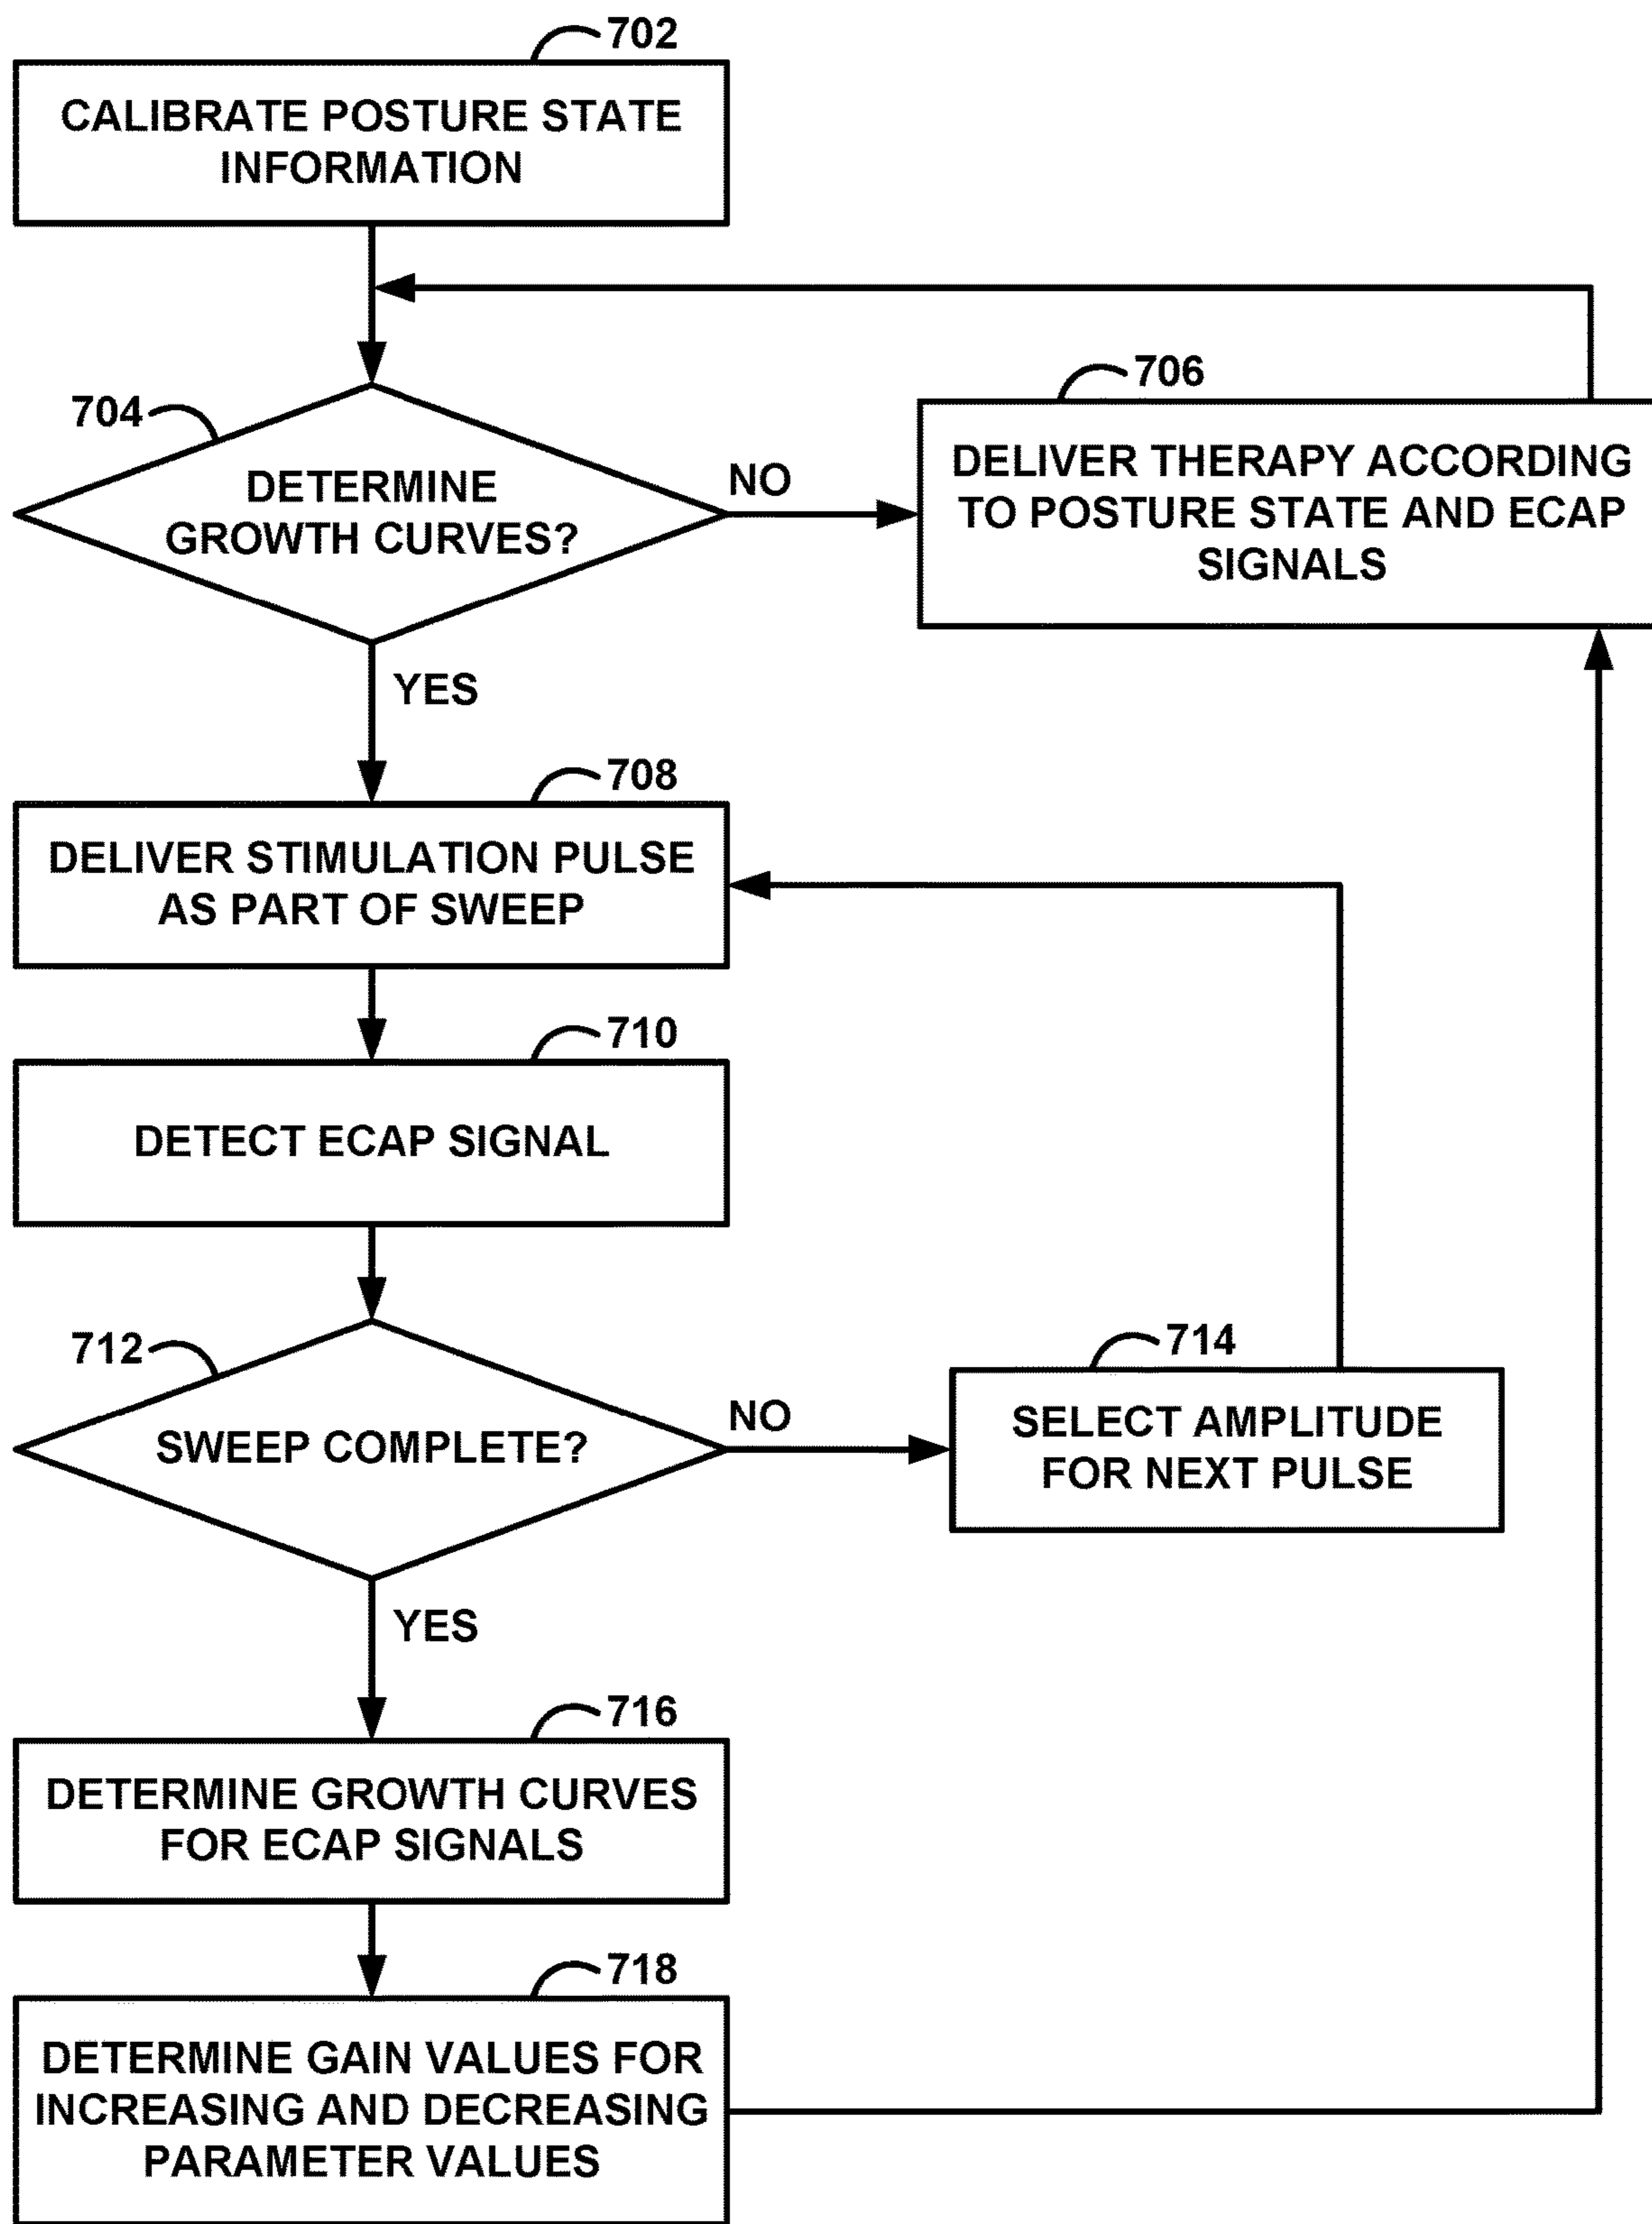 702
CALIBRATE POSTURE STATE
INFORMATION
704
DETERMINE
GROWTH CURVES?
NO
706
DELIVER THERAPY ACCORDING
TO POSTURE STATE AND ECAP
SIGNALS
YES
708
DELIVER STIMULATION PULSE
AS PART OF SWEEP
710
DETECT ECAP SIGNAL
712
SWEEP COMPLETE?
NO
714
SELECT AMPLITUDE
FOR NEXT PULSE
YES
716
DETERMINE GROWTH CURVES
FOR ECAP SIGNALS
718
DETERMINE GAIN VALUES FOR
INCREASING AND DECREASING
PARAMETER VALUES